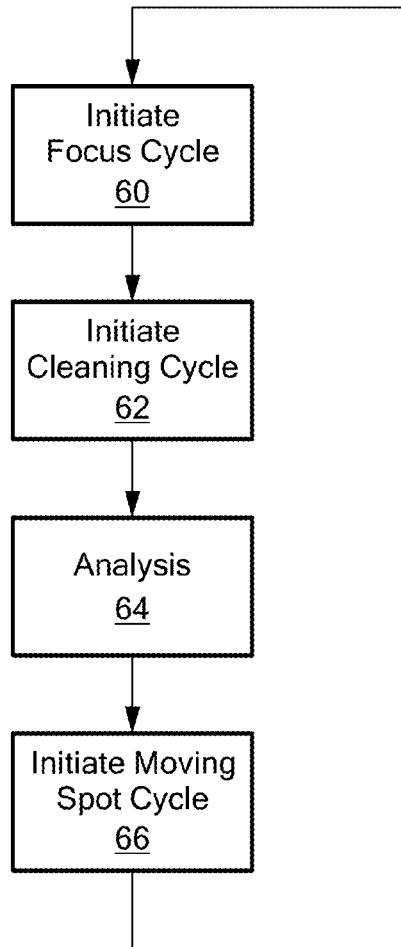 Initiate
Focus Cycle
60
Initiate
Cleaning Cycle
62
Analysis
64
Initiate Moving
Spot Cycle
66